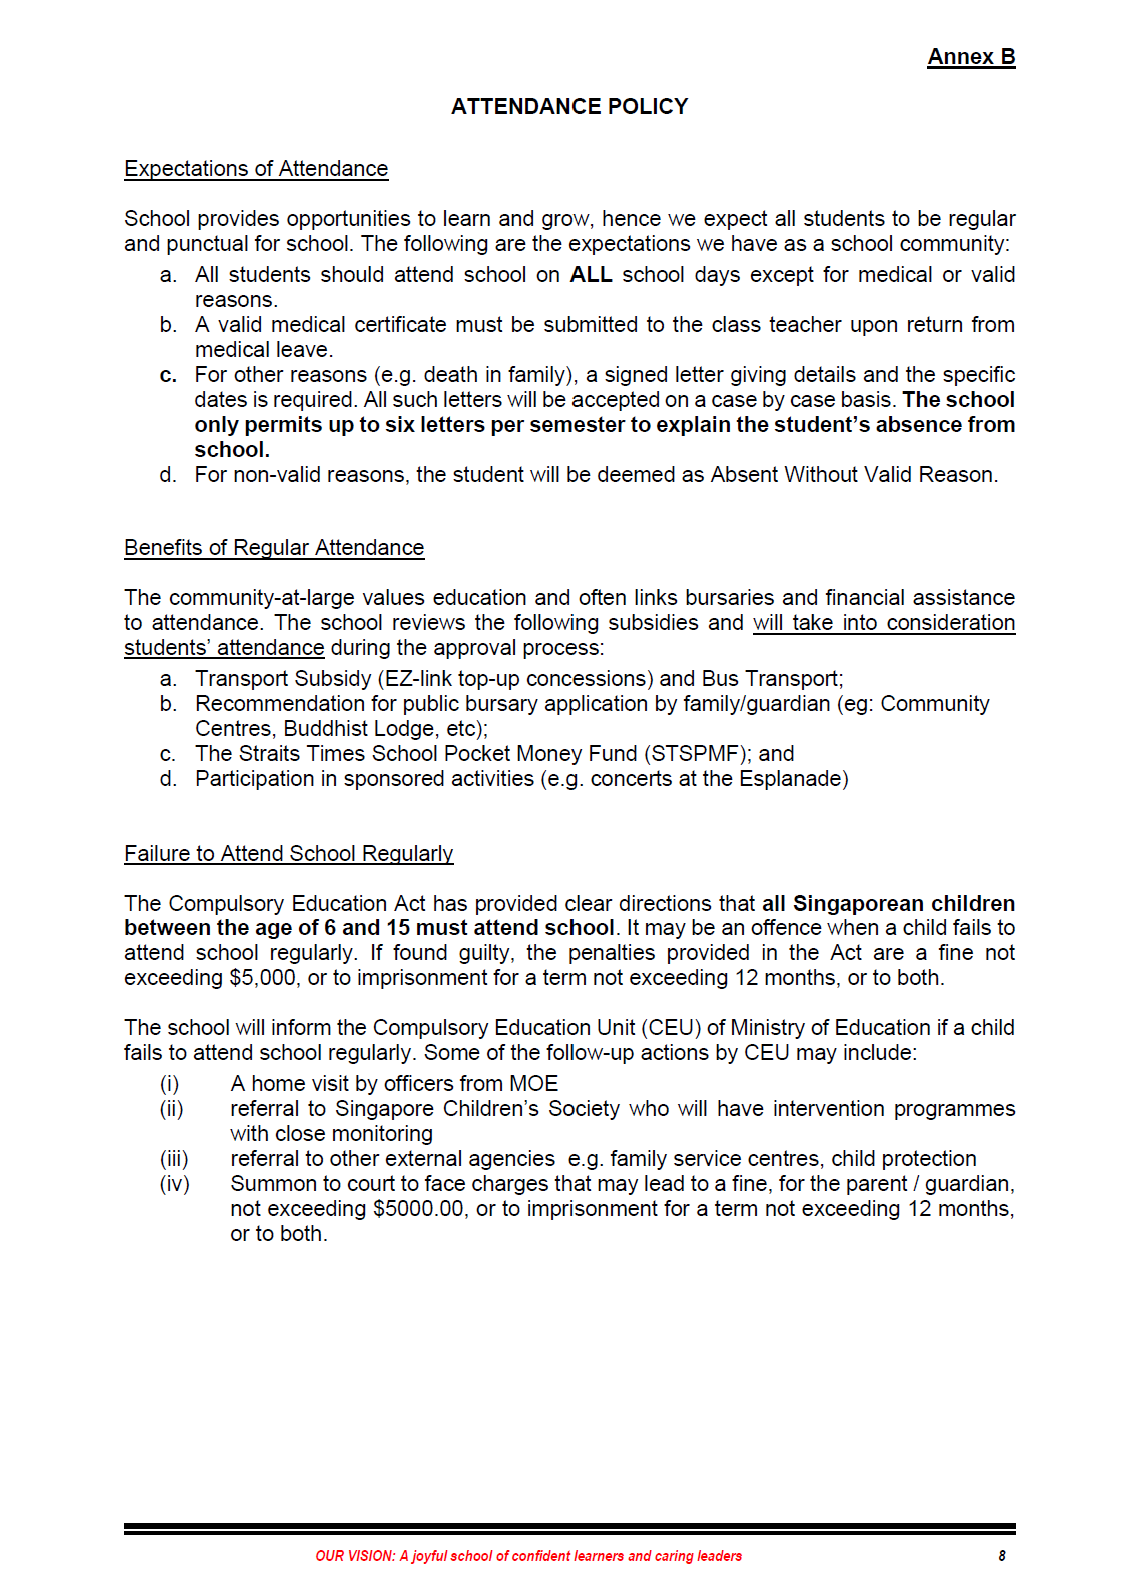 Annex B
ATTENDANCE POLICY
Expectations of Attendance
School provides opportunities to learn and grow, hence we expect all students to be regular
and punctual for school. The following are the expectations we have as a school community:
a. All students should attend school on ALL school days except for medical or valid
reasons.
b. A valid medical certificate must be submitted to the class teacher upon return from
medical leave.
c. For other reasons (e.g. death in family), a signed letter giving details and the specific
dates is required. All such letters will be accepted on a case by case basis. The school
only permits up to six letters per semester to explain the student's absence from
school.
d. For non-valid reasons, the student will be deemed as Absent Without Valid Reason.
Benefits of Regular Attendance
The community-at-large values education and often links bursaries and financial assistance
to attendance. The school reviews the following subsidies and will take into consideration
students' attendance during the approval process:
a. Transport Subsidy (EZ-link top-up concessions) and Bus Transport;
b. Recommendation for public bursary application by family/guardian (eg: Community
Centres, Buddhist Lodge, etc);
c. The Straits Times School Pocket Money Fund (STSPMF); and
d. Participation in sponsored activities (e.g. concerts at the Esplanade)
Failure to Attend School Regularly
The Compulsory Education Act has provided clear directions that all Singaporean children
between the age of 6 and 15 must attend school. It may be an offence when a child fails to
attend school regularly. If found guilty, the penalties provided in the Act are a fine not
exceeding $5,000, or to imprisonment for a term not exceeding 12 months, or to both.
The school will inform the Compulsory Education Unit (CEU) of Ministry of Education if a child
fails to attend school regularly. Some of the follow-up actions by CEU may include:
(i) A home visit by officers from MOE
(ii) referral to Singapore Children's Society who will have intervention programmes
with close monitoring
(iii) referral to other external agencies e.g. family service centres, child protection
(iv) Summon to court to face charges that may lead to a fine, for the parent / guardian,
not exceeding $5000.00, or to imprisonment for a term not exceeding 12 months,
or to both.
OUR VISION: A joyful school of confident learners and caring leaders 8